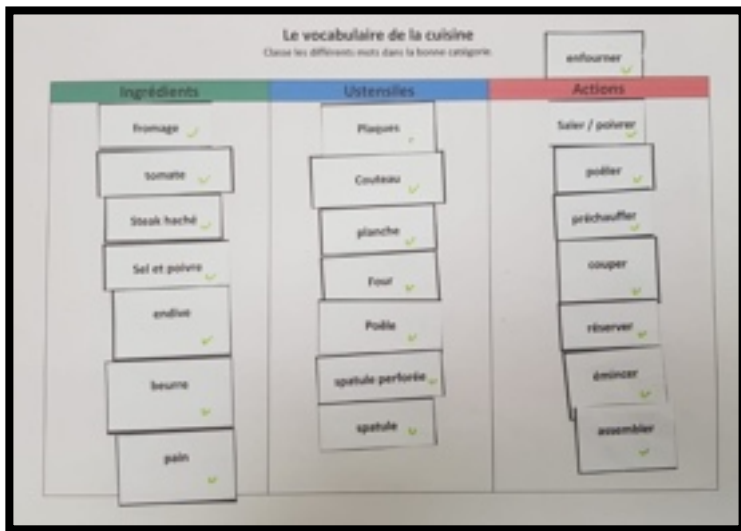 Le vocabulaire de la cuisine
Classe les différents mots dans la bonne catégorie.
enfourner
Ingrédients
Ustensiles
Actions
fromage
Plaques
Saler / poivrer
tomate
Couteau
poêler
Steak haché
planche
préchauffer
Sel et poivre
Four
couper
endive
Poêle
réserver
beurre
spatule perforée
émincer
pain
spatule
assembler